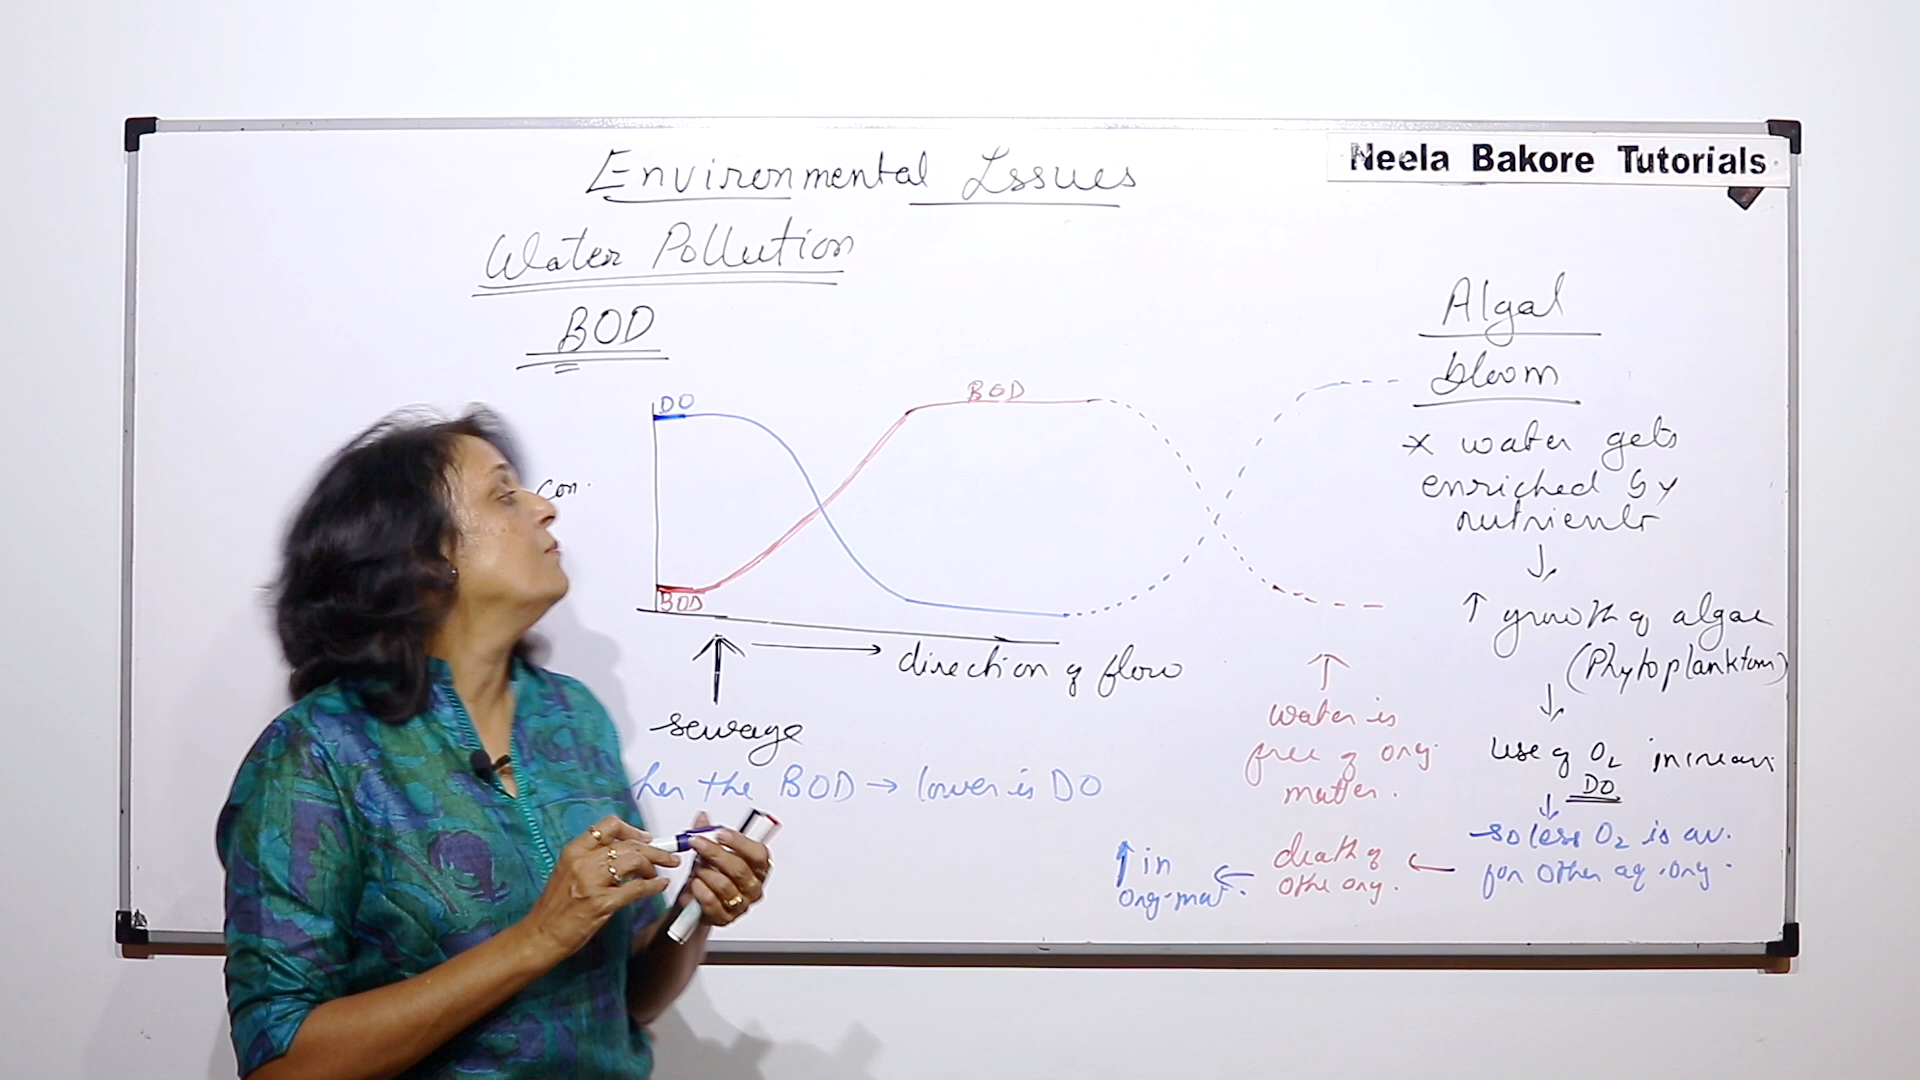 Neela Bakore Tutorials
Environmental Issues
Water Pollution
BOD
DO
BOD
con.
BOD
direction of flow
sewage
her the BOD → lower is DO
↑
water is
free of org.
matter.
Algal
bloom
* water gets
enriched by
nutrients
↓
↑ growth of algae
(Phytoplankton)
↓
use of O2 increases
DO
↓
so less O2 is av.
for other aq. org.
← death of
othe org.
← ↑ in
org. mat.